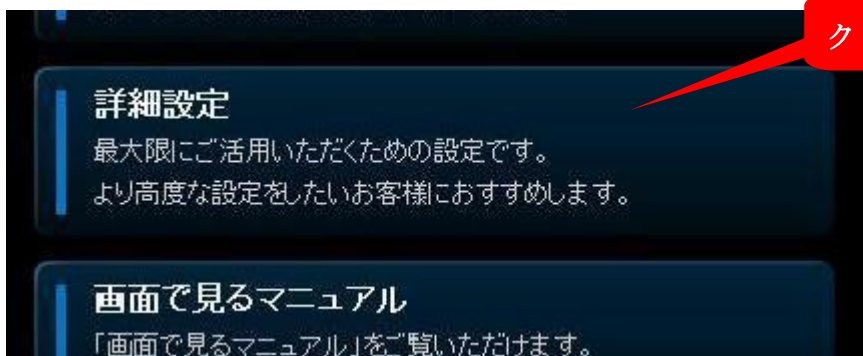 ク
詳細設定
最大限にご活用いただくための設定です。
より高度な設定をしたいお客様におすすめします。
画面で見るマニュアル
「画面で見るマニュアル」をご覧いただけます。